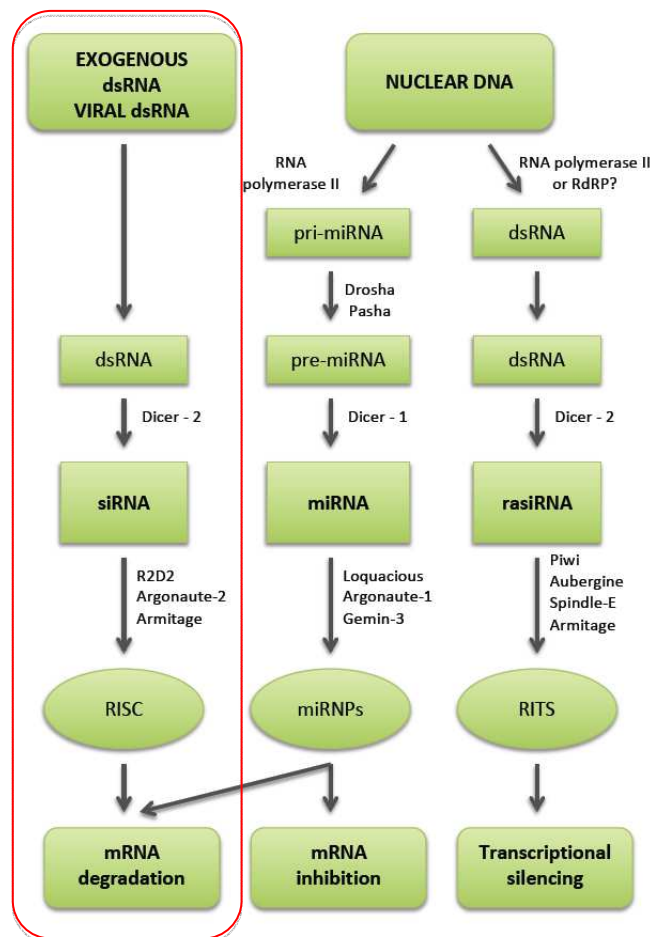 EXOGENOUS
dsRNA
VIRAL dsRNA
NUCLEAR DNA
RNA
polymerase II
RNA polymerase II
or RdRP?
pri-miRNA
dsRNA
Drosha
Pasha
dsRNA
pre-miRNA
dsRNA
Dicer - 2
Dicer - 1
Dicer - 2
siRNA
miRNA
rasiRNA
R2D2
Argonaute-2
Armitage
Loquacious
Argonaute-1
Gemin-3
Piwi
Aubergine
Spindle-E
Armitage
RISC
miRNPs
RITS
mRNA
degradation
mRNA
inhibition
Transcriptional
silencing